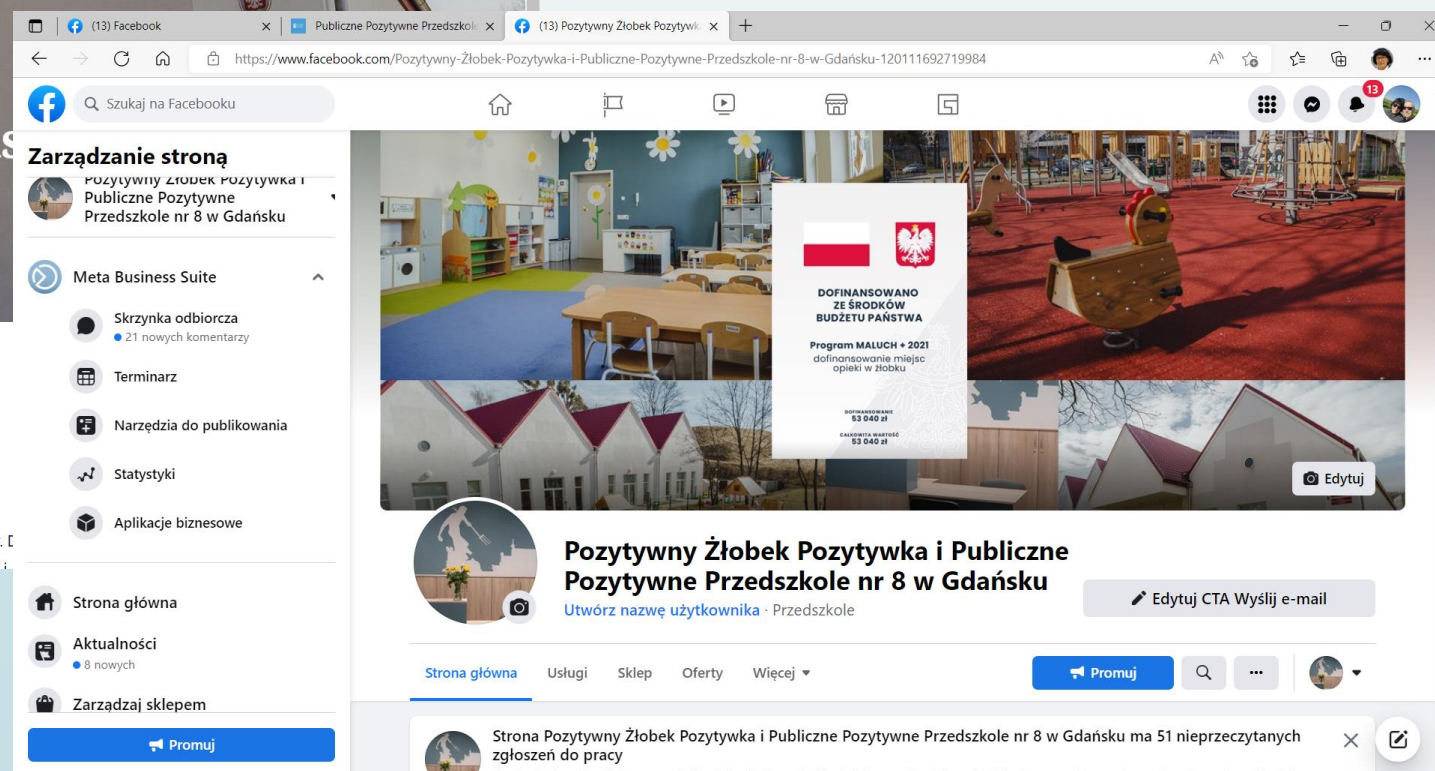 (13) Facebook
Publiczne Pozytywne Przedszkol
(13) Pozytywny Żłobek Pozytywk
https://www.facebook.com/Pozytywny-Żłobek-Pozytywka-i-Publiczne-Pozytywne-Przedszkole-nr-8-w-Gdańsku-120111692719984
Szukaj na Facebooku
13
Zarządzanie stroną
Pozytywny Żłobek Pozytywka i
Publiczne Pozytywne
Przedszkole nr 8 w Gdańsku
Meta Business Suite
Skrzynka odbiorcza
21 nowych komentarzy
Terminarz
Narzędzia do publikowania
Statystyki
Aplikacje biznesowe
Strona główna
Aktualności
8 nowych
Zarządzaj sklepem
Promuj
DOFINANSOWANO
ZE ŚRODKÓW
BUDŻETU PAŃSTWA
Program MALUCH + 2021
dofinansowanie miejsc
opieki w żłobku
DOFINANSOWANIE
53 040 zł
CAŁKOWITA WARTOŚĆ
53 040 zł
Edytuj
Pozytywny Żłobek Pozytywka i Publiczne
Pozytywne Przedszkole nr 8 w Gdańsku
Utwórz nazwę użytkownika · Przedszkole
Edytuj CTA Wyślij e-mail
Strona główna Usługi Sklep Oferty Więcej
Promuj
Strona Pozytywny Żłobek Pozytywka i Publiczne Pozytywne Przedszkole nr 8 w Gdańsku ma 51 nieprzeczytanych
zgłoszeń do pracy